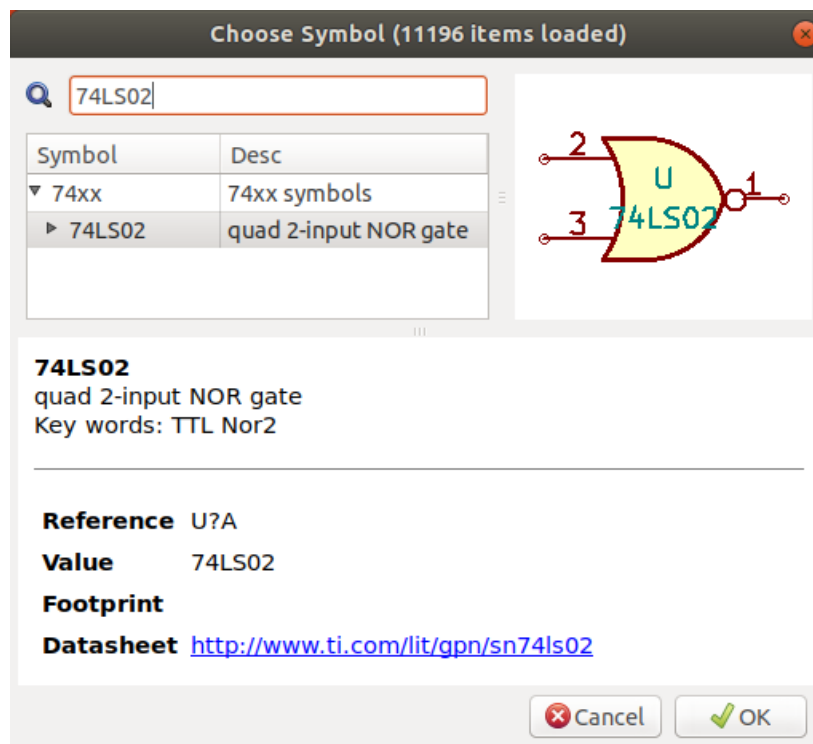 Choose Symbol (11196 items loaded)
74LS02
Symbol Desc
74xx 74xx symbols
74LS02 quad 2-input NOR gate
2
U
1
74LS02
3
74LS02
quad 2-input NOR gate
Key words: TTL Nor2
Reference U?A
Value 74LS02
Footprint
Datasheet http://www.ti.com/lit/gpn/sn74ls02
Cancel OK